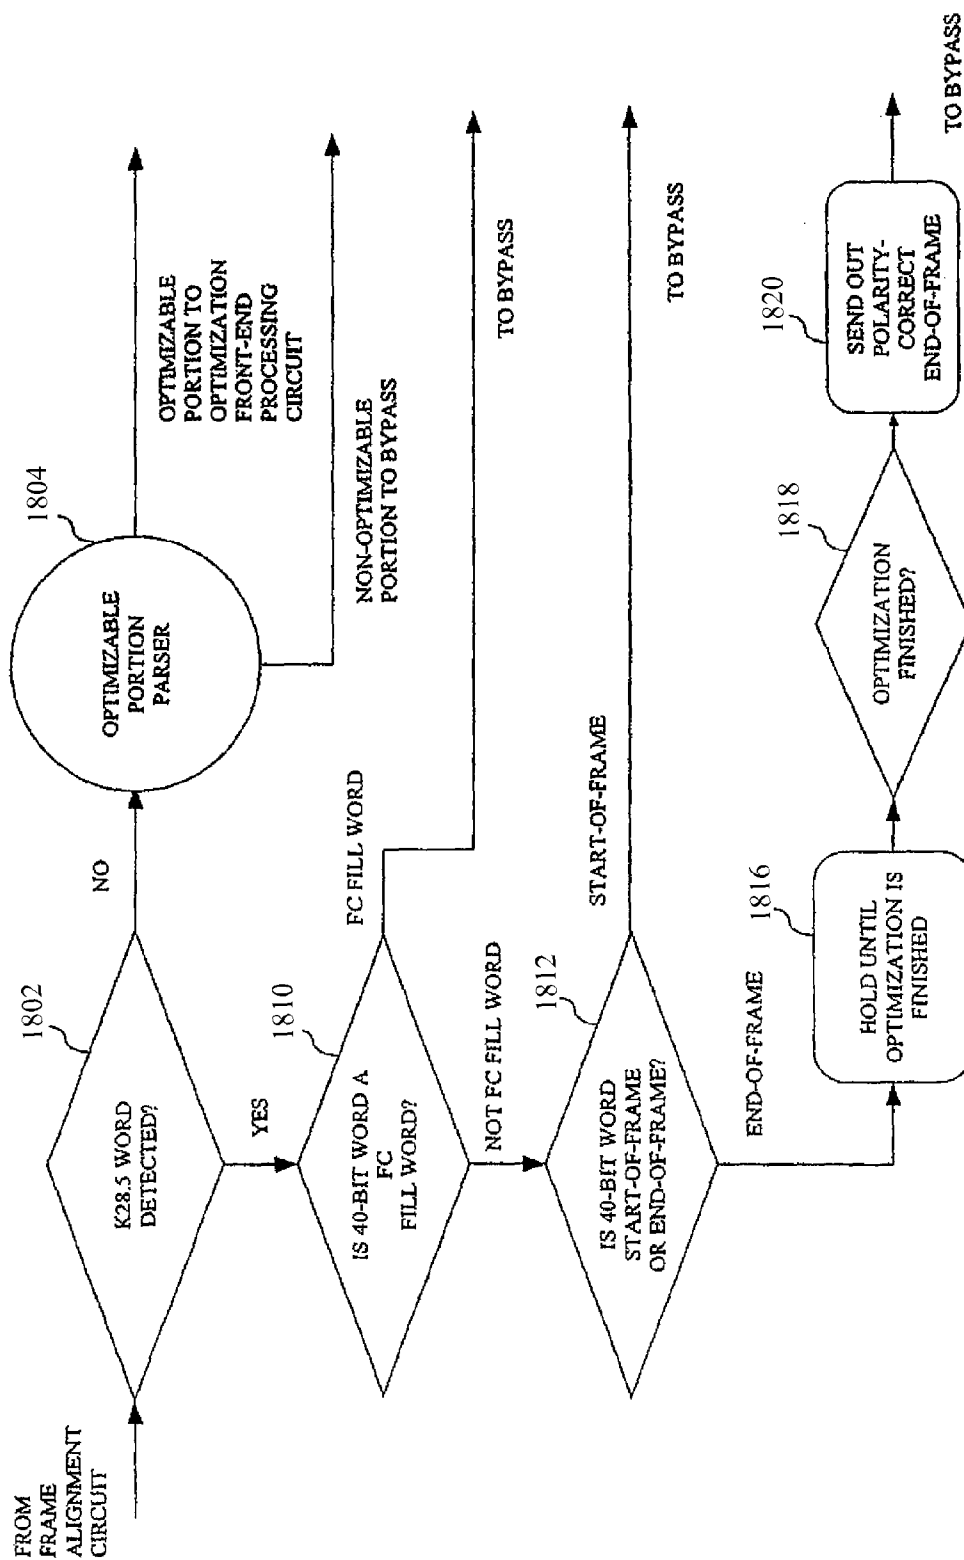 FROM
FRAME
ALIGNMENT
CIRCUIT
1802
K28.5 WORD
DETECTED?
NO
1804
OPTIMIZABLE
PORTION
PARSER
OPTIMIZABLE
PORTION TO
OPTIMIZATION
FRONT-END
PROCESSING
CIRCUIT
NON-OPTIMIZABLE
PORTION TO BYPASS
YES
1810
IS 40-BIT WORD A
FC
FILL WORD?
FC FILL WORD
TO BYPASS
NOT FC FILL WORD
1812
IS 40-BIT WORD
START-OF-FRAME
OR END-OF-FRAME?
START-OF-FRAME
TO BYPASS
END-OF-FRAME
1816
HOLD UNTIL
OPTIMIZATION IS
FINISHED
1818
OPTIMIZATION
FINISHED?
1820
SEND OUT
POLARITY-
CORRECT
END-OF-FRAME
TO BYPASS